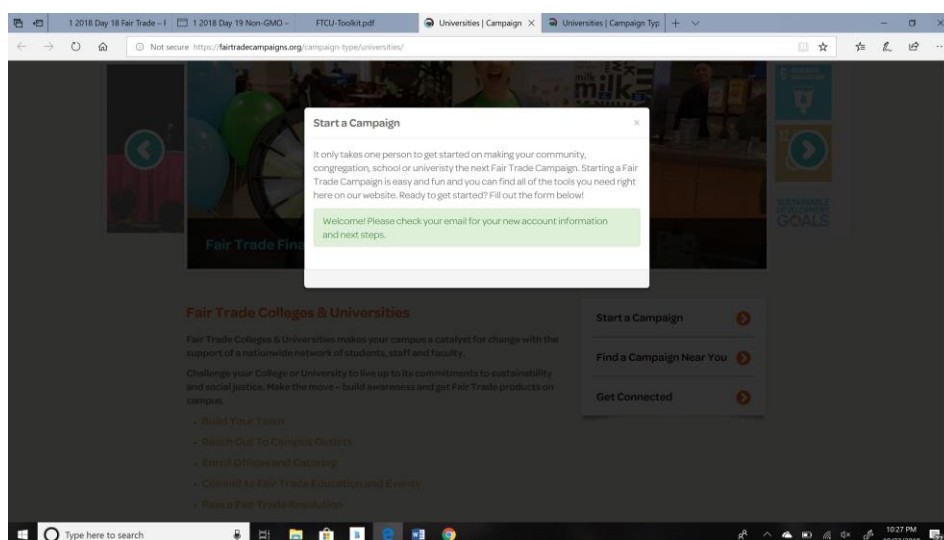 1 2018 Day 18 Fair Trade – F
1 2018 Day 19 Non-GMO –
FTCU-Toolkit.pdf
Universities | Campaign
Universities | Campaign Typ
Not secure https://fairtradecampaigns.org/campaign-type/universities/
milk
Start a Campaign
It only takes one person to get started on making your community,
congregation, school or univeristy the next Fair Trade Campaign. Starting a Fair
Trade Campaign is easy and fun and you can find all of the tools you need right
here on our website. Ready to get started? Fill out the form below!
Welcome! Please check your email for your new account information
and next steps.
SUSTAINABLE
DEVELOPMENT
GOALS
Fair Trade Fina
Fair Trade Colleges & Universities
Fair Trade Colleges & Universities makes your campus a catalyst for change with the
support of a nationwide network of students, staff and faculty.
Challenge your College or University to live up to its commitments to sustainability
and social justice. Make the move – build awareness and get Fair Trade products on
campus.
• Build Your Team
• Reach Out To Campus Outlets
• Enroll Offices and Catering
• Commit to Fair Trade Education and Events
• Pass a Fair Trade Resolution
Start a Campaign
Find a Campaign Near You
Get Connected
Type here to search
10:27 PM